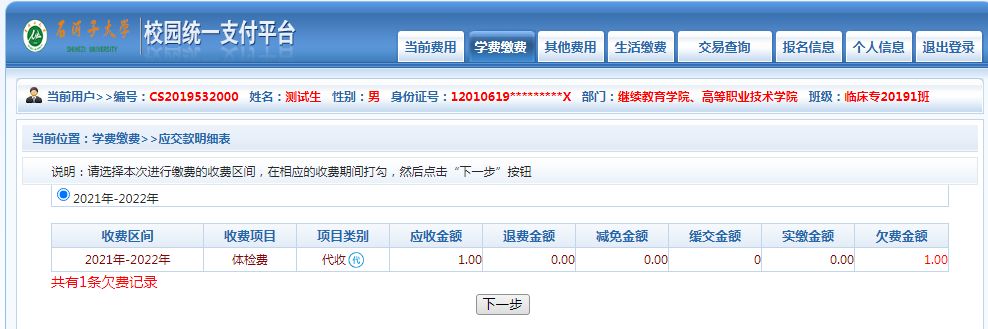 石河子大学
SHIHEZI UNIVERSITY
校园统一支付平台
当前费用 学费缴费 其他费用 生活缴费 交易查询 报名信息 个人信息 退出登录
当前用户>>编号：CS2019532000 姓名：测试生 性别：男 身份证号：12010619*********X 部门：继续教育学院、高等职业技术学院 班级：临床专20191班
当前位置：学费缴费>>应交款明细表
说明：请选择本次进行缴费的收费区间，在相应的收费期间打勾，然后点击“下一步”按钮
2021年-2022年
收费区间 收费项目 项目类别 应收金额 退费金额 减免金额 缓交金额 实缴金额 欠费金额
2021年-2022年 体检费 代收 代 1.00 0.00 0.00 0 0.00 1.00
共有1条欠费记录
下一步